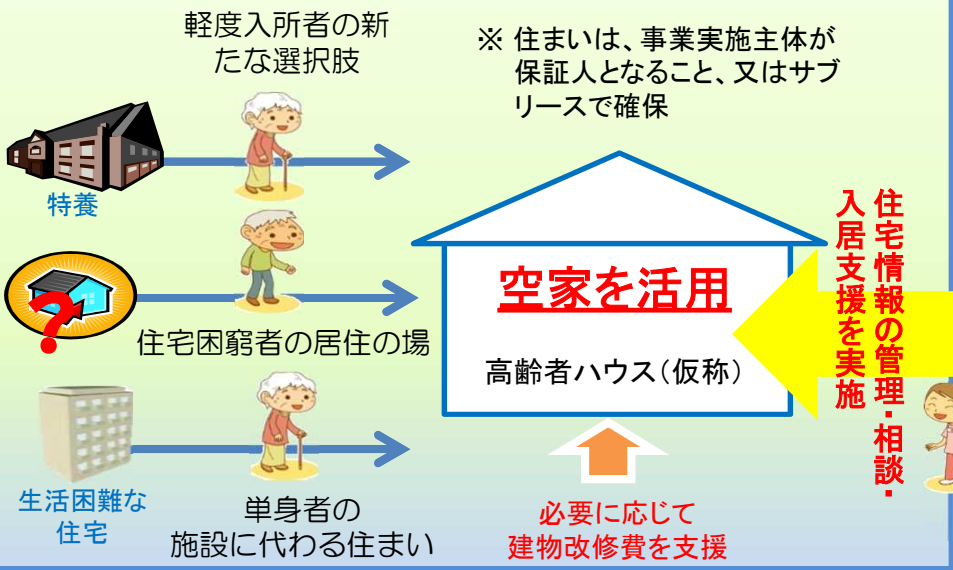 軽度入所者の新
たな選択肢
※ 住まいは、事業実施主体が
保証人となること、又はサブ
リースで確保
特養
?
住宅困窮者の居住の場
生活困難な
住宅
単身者の
施設に代わる住まい
空家を活用
高齢者ハウス（仮称）
必要に応じて
建物改修費を支援
住宅情報の管理・相談・
入居支援を実施